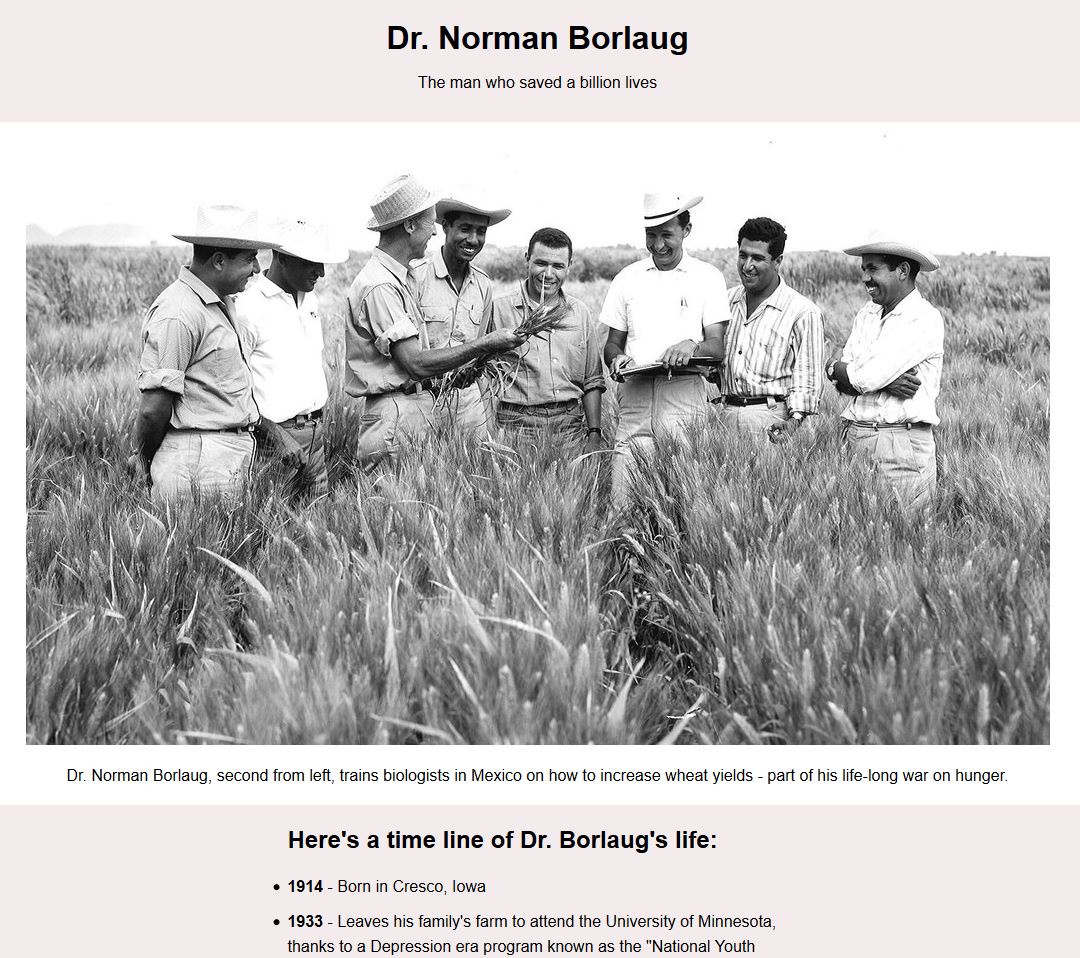 Dr. Norman Borlaug
The man who saved a billion lives
Dr. Norman Borlaug, second from left, trains biologists in Mexico on how to increase wheat yields - part of his life-long war on hunger.
Here's a time line of Dr. Borlaug's life:
• 1914 - Born in Cresco, Iowa
• 1933 - Leaves his family's farm to attend the University of Minnesota,
thanks to a Depression era program known as the "National Youth